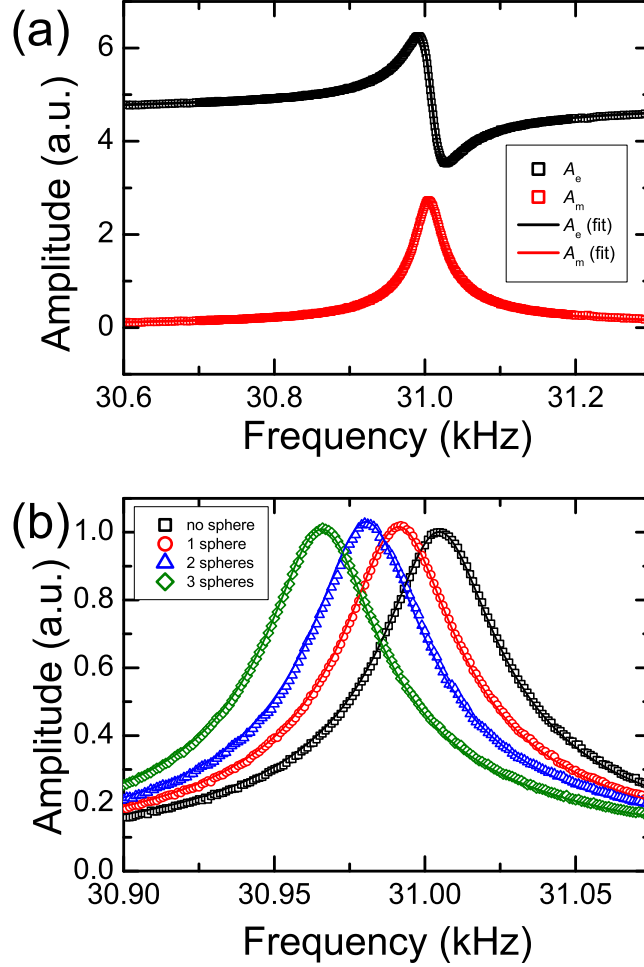 (a)
Amplitude (a.u.)
6
4
2
0
A_e
A_m
A_e (fit)
A_m (fit)
30.6 30.8 31.0 31.2
Frequency (kHz)
(b)
Amplitude (a.u.)
1.0
0.8
0.6
0.4
0.2
0.0
no sphere
1 sphere
2 spheres
3 spheres
30.90 30.95 31.00 31.05
Frequency (kHz)